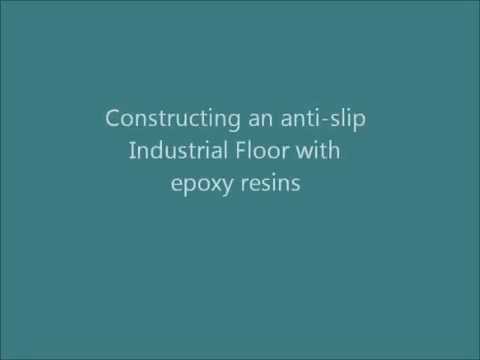 Constructing an anti-slip
Industrial Floor with
epoxy resins